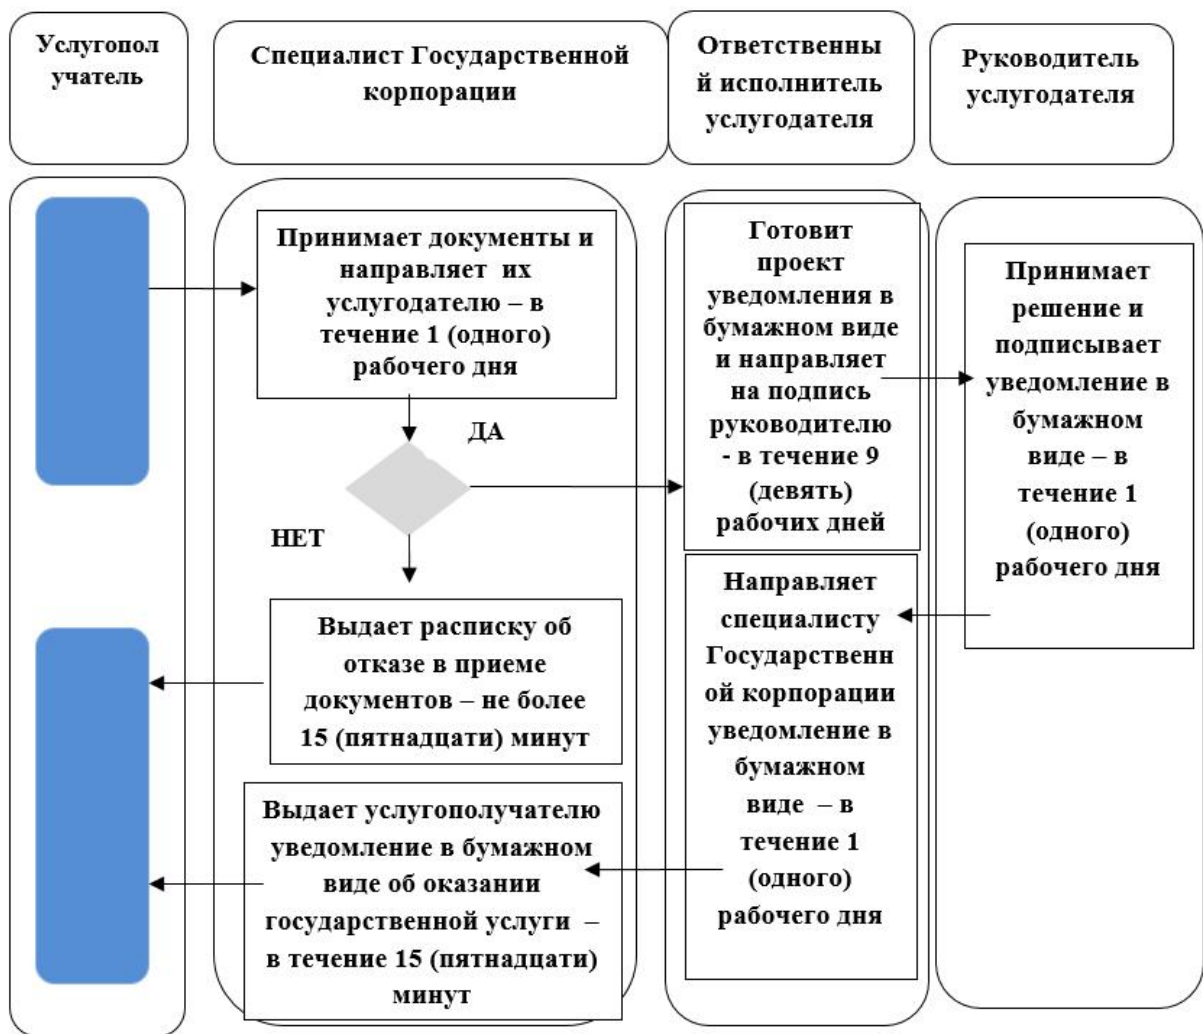 Услугопол
учатель
Специалист Государственной
корпорации
Ответственны
й исполнитель
услугодателя
Руководитель
услугодателя
Принимает документы и
направляет их
услугодателю – в
течение 1 (одного)
рабочего дня
ДА
НЕТ
Выдает расписку об
отказе в приеме
документов – не более
15 (пятнадцати) минут
Выдает услугополучателю
уведомление в бумажном
виде об оказании
государственной услуги –
в течение 15 (пятнадцати)
минут
Готовит
проект
уведомления в
бумажном виде
и направляет
на подпись
руководителю
- в течение 9
(девять)
рабочих дней
Направляет
специалисту
Государственн
ой корпорации
уведомление в
бумажном
виде – в
течение 1
(одного)
рабочего дня
Принимает
решение и
подписывает
уведомление в
бумажном
виде – в
течение 1
(одного)
рабочего дня